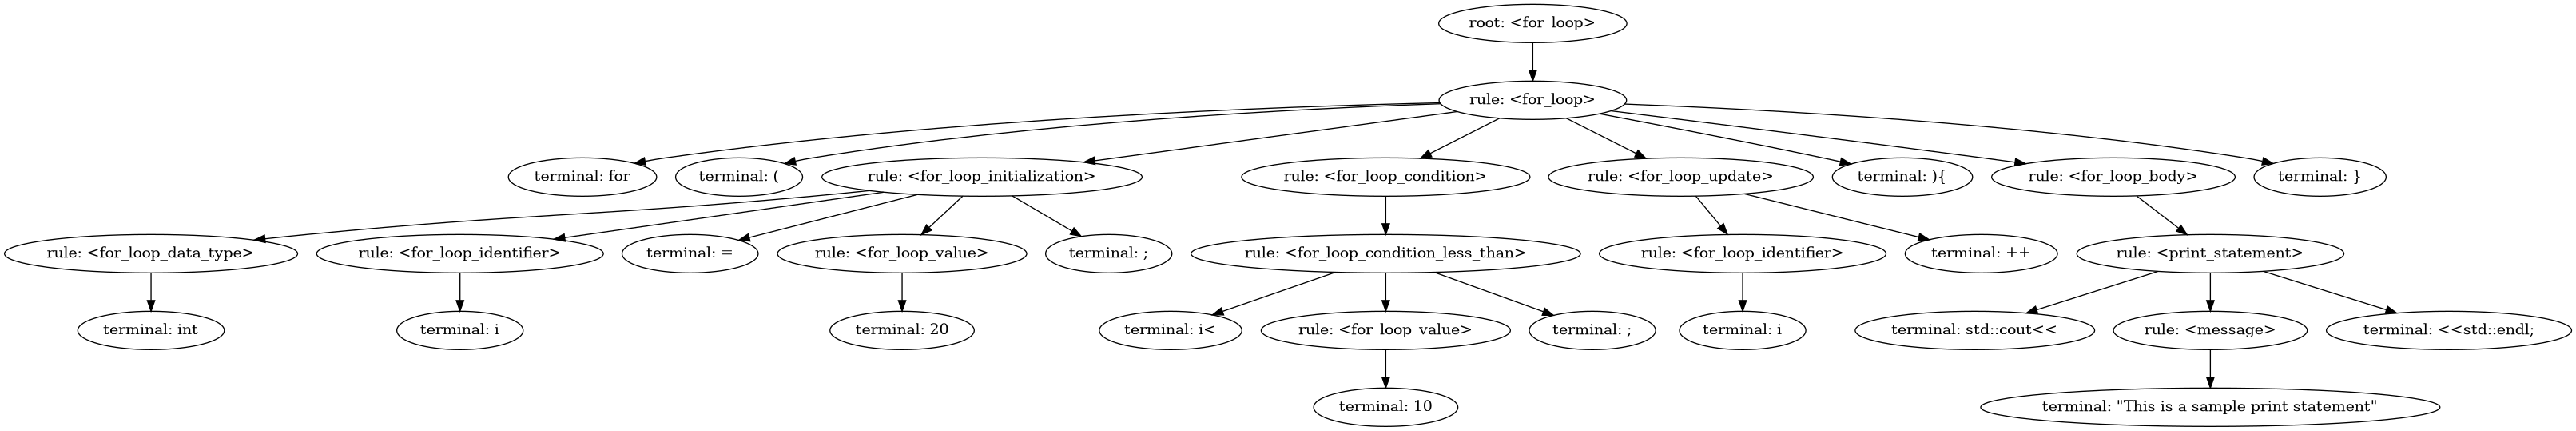 root: <for_loop>
rule: <for_loop>
terminal: for
terminal: (
rule: <for_loop_initialization>
rule: <for_loop_condition>
rule: <for_loop_update>
terminal: ){
rule: <for_loop_body>
terminal: }
rule: <for_loop_data_type>
rule: <for_loop_identifier>
terminal: =
rule: <for_loop_value>
terminal: ;
rule: <for_loop_condition_less_than>
rule: <for_loop_identifier>
terminal: ++
rule: <print_statement>
terminal: int
terminal: i
terminal: 20
terminal: i<
rule: <for_loop_value>
terminal: ;
terminal: i
terminal: std::cout<<
rule: <message>
terminal: <<std::endl;
terminal: 10
terminal: "This is a sample print statement"